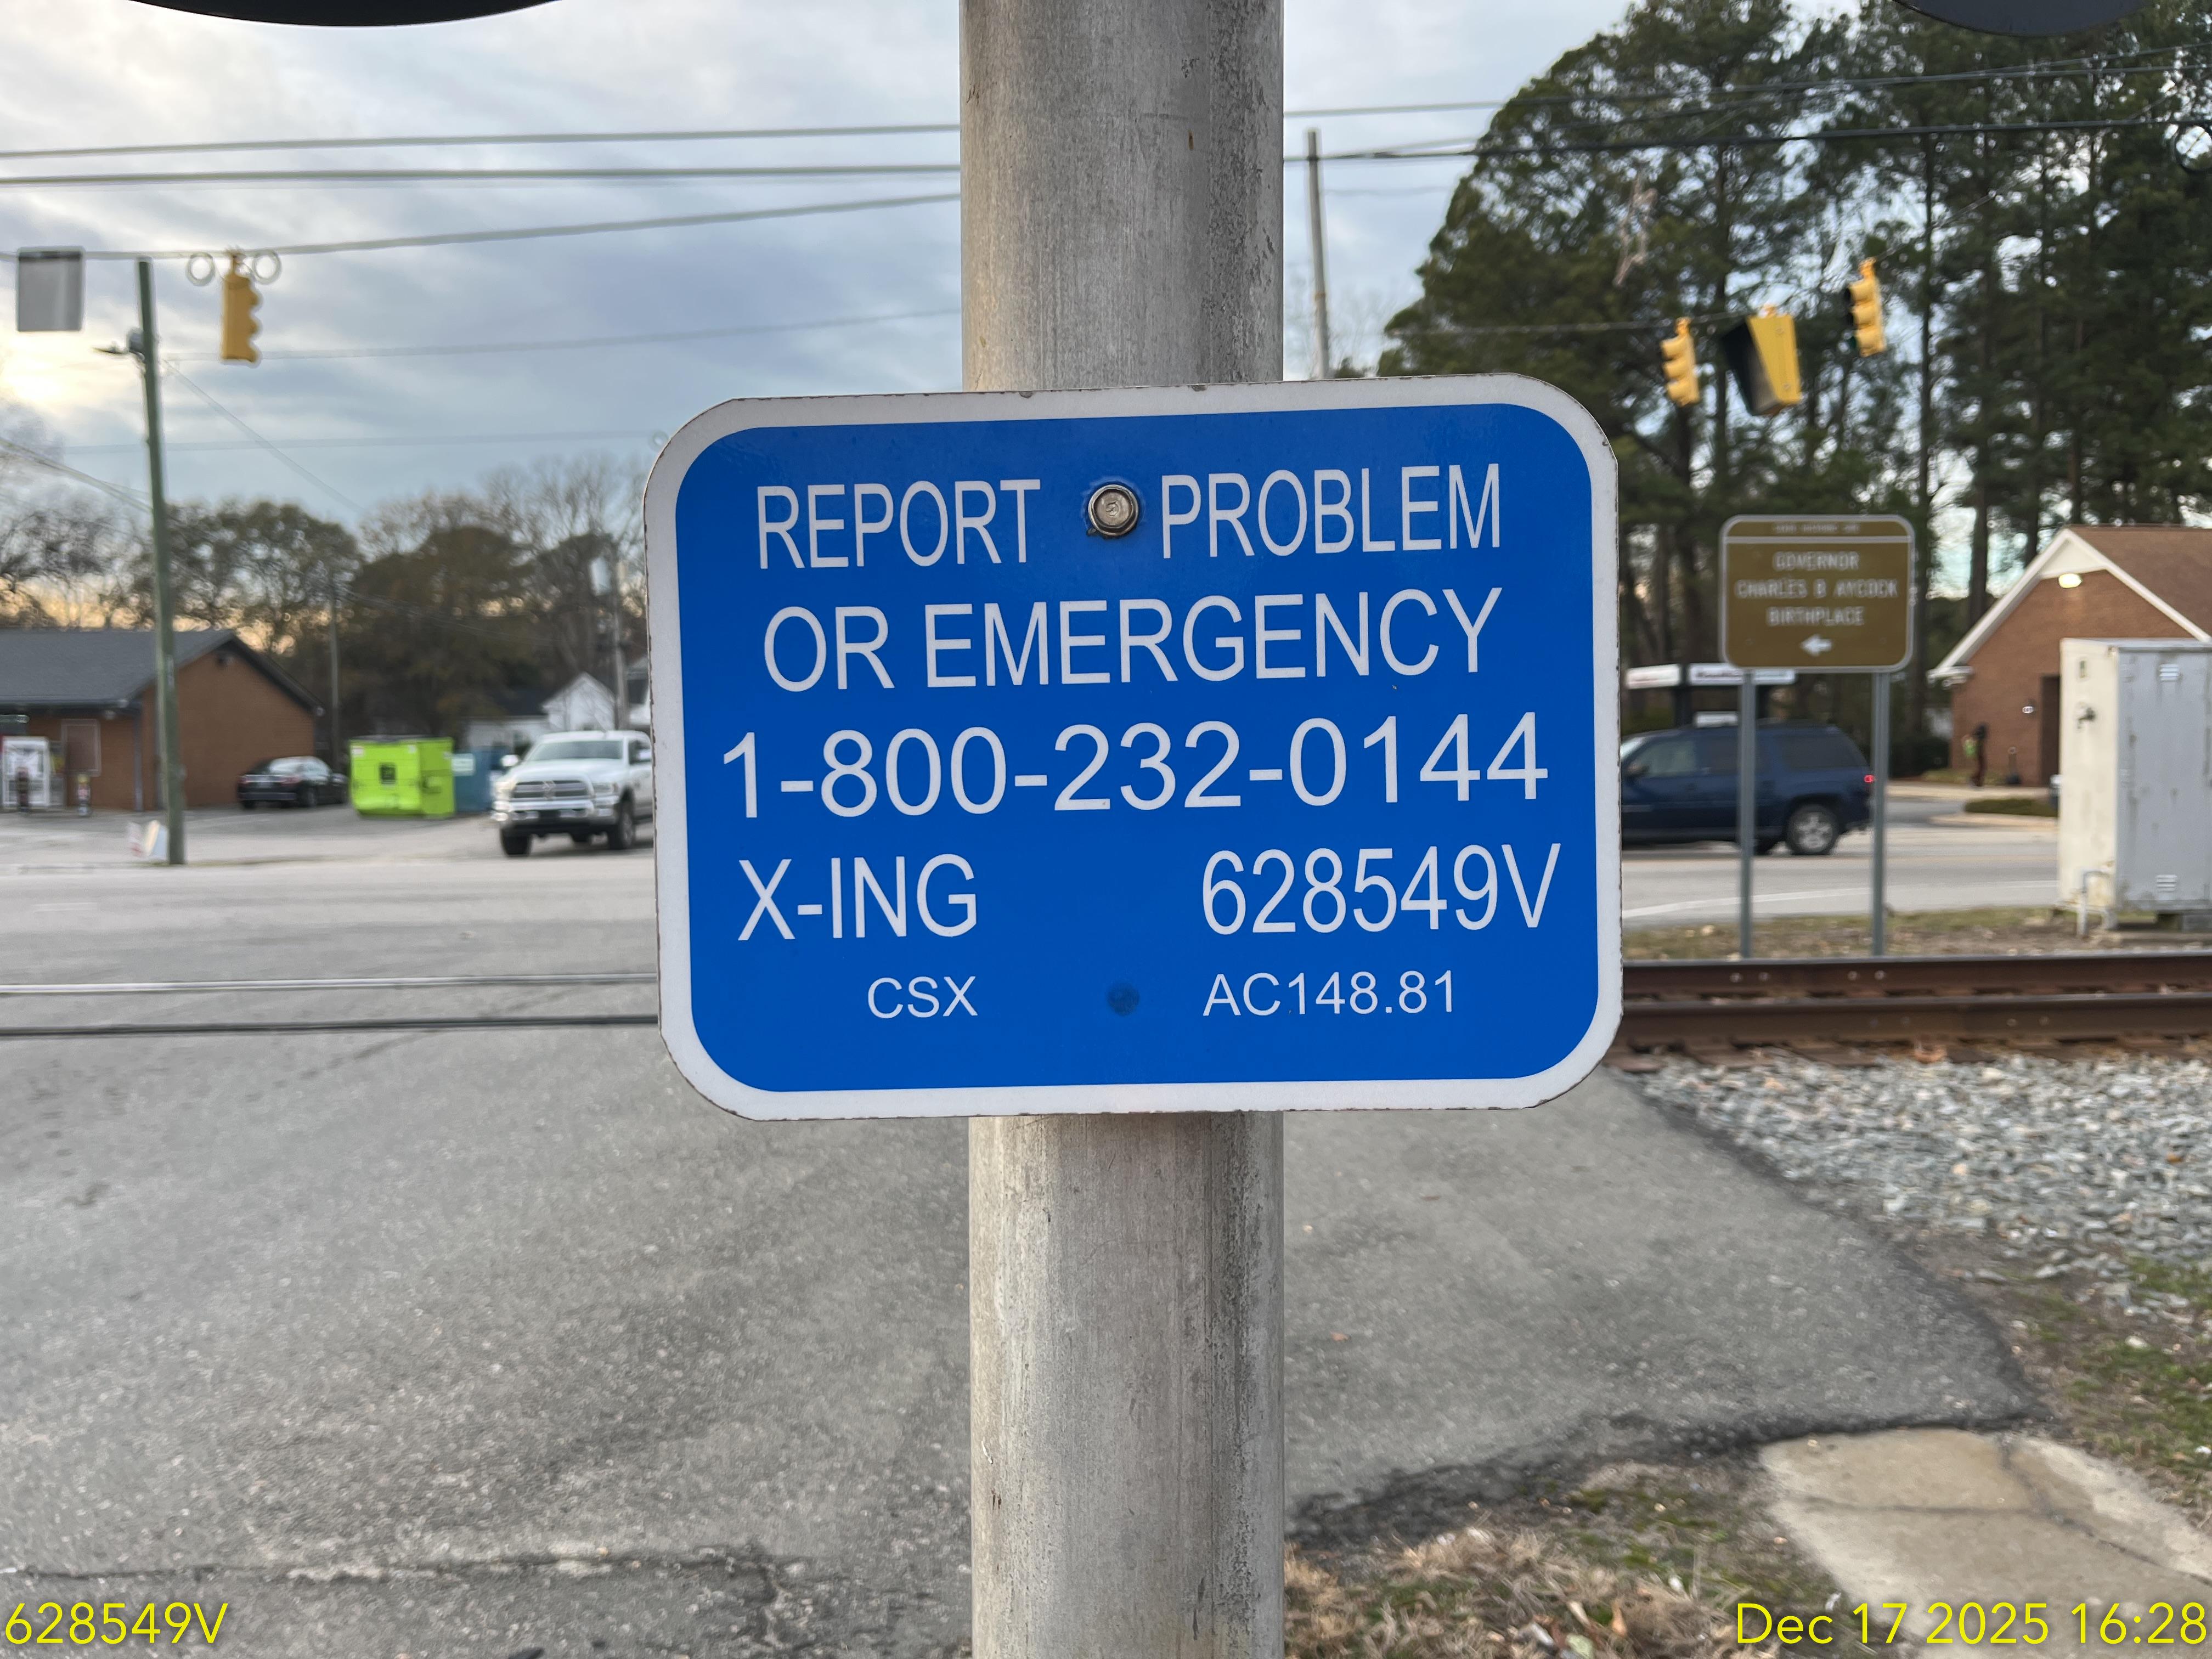 REPORT PROBLEM
OR EMERGENCY
1-800-232-0144
X-ING 628549V
CSX AC148.81
GOVERNOR
CHARLES B AYCOCK
BIRTHPLACE
628549V
Dec 17 2025 16:28